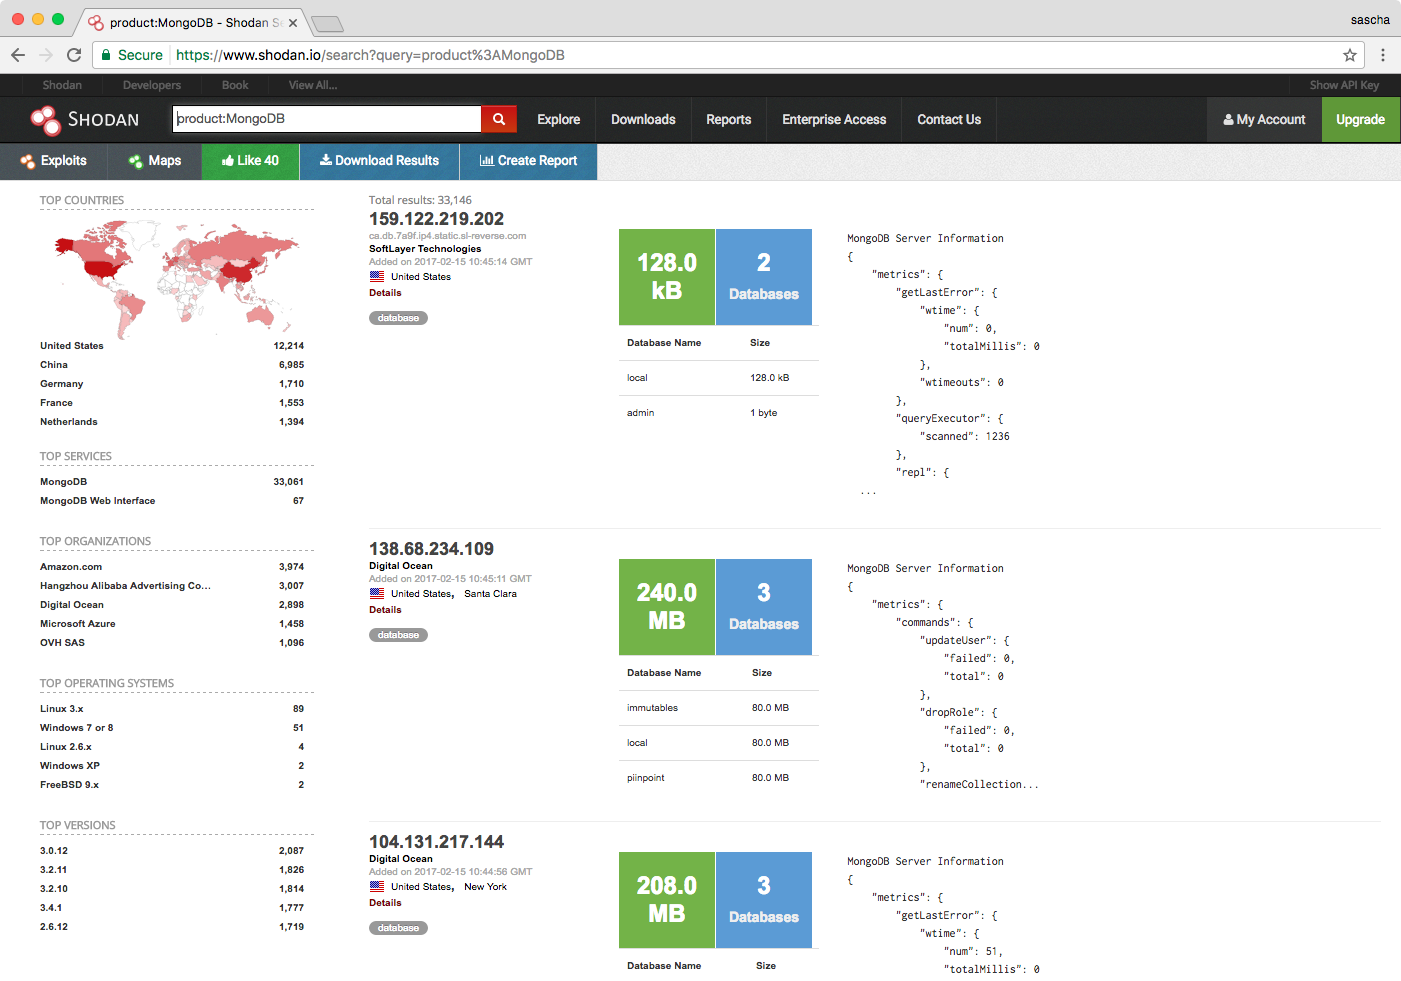 product:MongoDB - Shodan Se
sascha
Secure
https://www.shodan.io/search?query=product%3AMongoDB
Shodan Developers Book View All... Show API Key
SHODAN
product:MongoDB
Explore Downloads Reports Enterprise Access Contact Us My Account Upgrade
Exploits Maps Like 40 Download Results Create Report
TOP COUNTRIES
United States 12,214
China 6,985
Germany 1,710
France 1,553
Netherlands 1,394
TOP SERVICES
MongoDB 33,061
MongoDB Web Interface 67
TOP ORGANIZATIONS
Amazon.com 3,974
Hangzhou Alibaba Advertising Co... 3,007
Digital Ocean 2,898
Microsoft Azure 1,458
OVH SAS 1,096
TOP OPERATING SYSTEMS
Linux 3.x 89
Windows 7 or 8 51
Linux 2.6.x 4
Windows XP 2
FreeBSD 9.x 2
TOP VERSIONS
3.0.12 2,087
3.2.11 1,826
3.2.10 1,814
3.4.1 1,777
2.6.12 1,719
Total results: 33,146
159.122.219.202
ca.db.7a9f.ip4.static.sl-reverse.com
SoftLayer Technologies
Added on 2017-02-15 10:45:14 GMT
United States
Details
database
128.0
kB
2
Databases
Database Name Size
local 128.0 kB
admin 1 byte
MongoDB Server Information
{
"metrics": {
"getLastError": {
"wtime": {
"num": 0,
"totalMillis": 0
},
"wtimeouts": 0
},
"queryExecutor": {
"scanned": 1236
},
"repl": {
...
138.68.234.109
Digital Ocean
Added on 2017-02-15 10:45:11 GMT
United States, Santa Clara
Details
database
240.0
MB
3
Databases
Database Name Size
immutables 80.0 MB
local 80.0 MB
piinpoint 80.0 MB
MongoDB Server Information
{
"metrics": {
"commands": {
"updateUser": {
"failed": 0,
"total": 0
},
"dropRole": {
"failed": 0,
"total": 0
},
"renameCollection...
104.131.217.144
Digital Ocean
Added on 2017-02-15 10:44:56 GMT
United States, New York
Details
database
208.0
MB
3
Databases
Database Name Size
MongoDB Server Information
{
"metrics": {
"getLastError": {
"wtime": {
"num": 51,
"totalMillis": 0